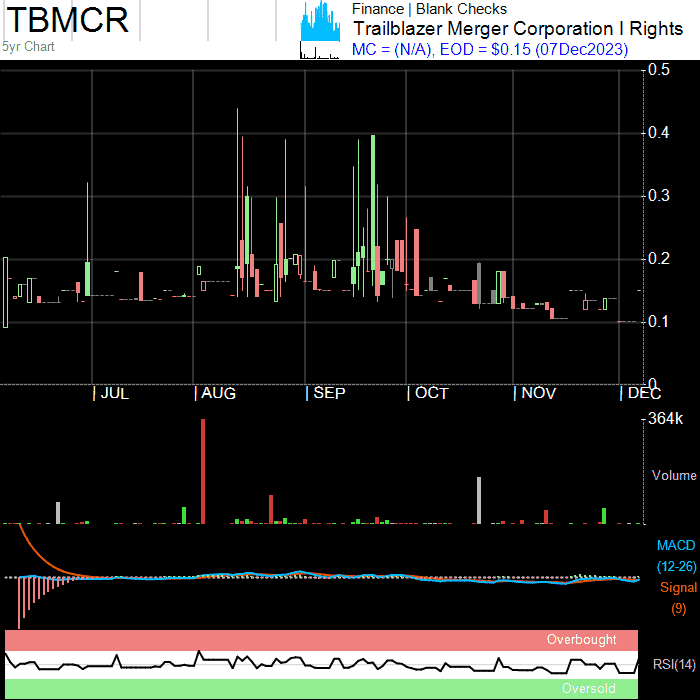 TBMCR
5yr Chart
Finance | Blank Checks
Trailblazer Merger Corporation I Rights
MC = (N/A), EOD = $0.15 (07Dec2023)
0.5
0.4
0.3
0.2
0.1
0
JUL
AUG
SEP
OCT
NOV
DEC
364k
Volume
MACD
(12-26)
Signal
(9)
Overbought
RSI(14)
Oversold